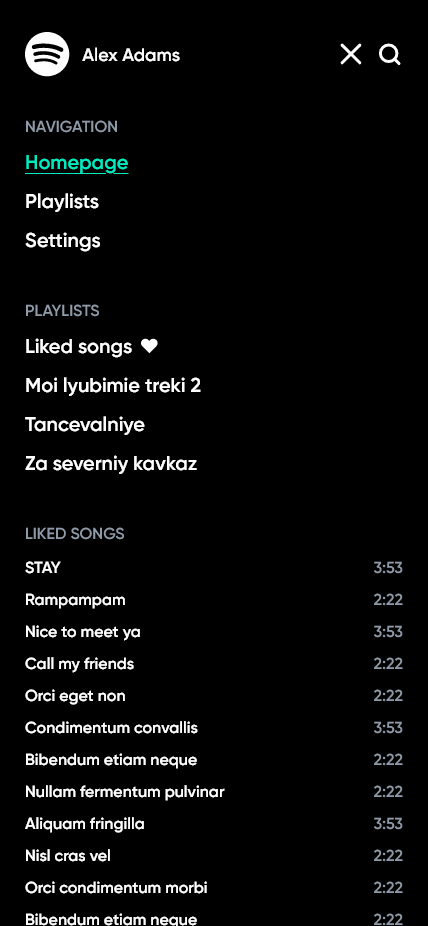 Alex Adams
NAVIGATION
Homepage
Playlists
Settings
PLAYLISTS
Liked songs
Moi lyubimie treki 2
Tancevalniye
Za severniy kavkaz
LIKED SONGS
STAY 3:53
Rampampam 2:22
Nice to meet ya 3:53
Call my friends 2:22
Orci eget non 2:22
Condimentum convallis 3:53
Bibendum etiam neque 2:22
Nullam fermentum pulvinar 2:22
Aliquam fringilla 3:53
Nisl cras vel 2:22
Orci condimentum morbi 2:22
Bibendum etiam neque 2:22